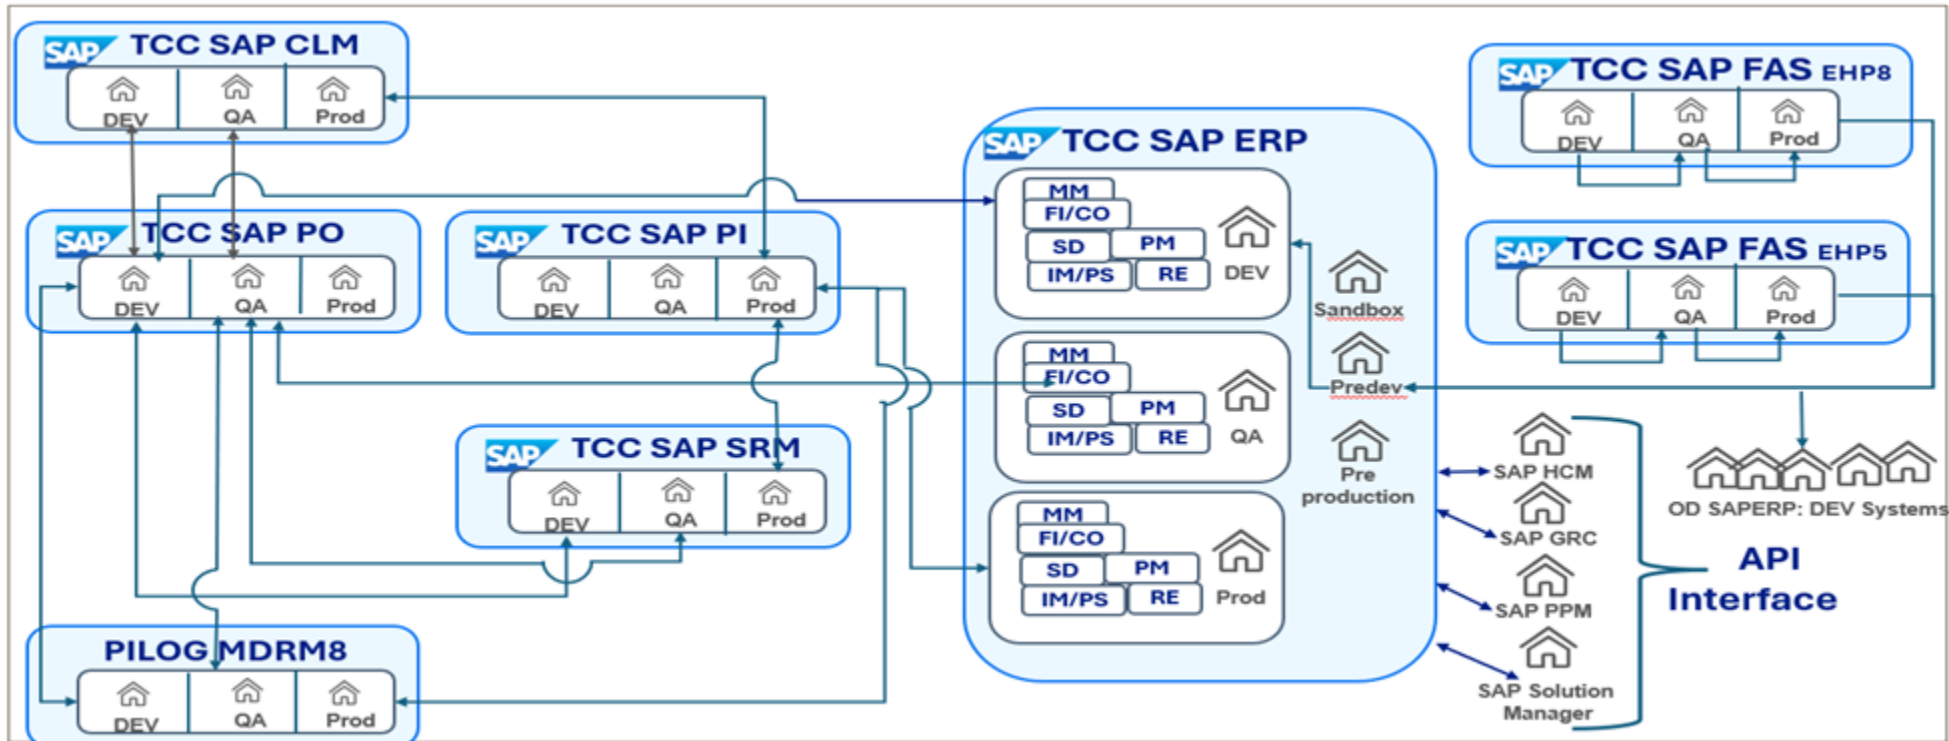 SAP TCC SAP CLM
DEV QA Prod
SAP TCC SAP PO
DEV QA Prod
SAP TCC SAP PI
DEV QA Prod
SAP TCC SAP SRM
DEV QA Prod
PILOG MDRM8
DEV QA Prod
SAP TCC SAP ERP
MM
FI/CO
SD PM
IM/PS RE
DEV
MM
FI/CO
SD PM
IM/PS RE
QA
MM
FI/CO
SD PM
IM/PS RE
Prod
Sandbox
Predev
Pre
production
SAP TCC SAP FAS EHP8
DEV QA Prod
SAP TCC SAP FAS EHP5
DEV QA Prod
SAP HCM
SAP GRC
SAP PPM
SAP Solution
Manager
OD SAPERP: DEV Systems
API
Interface